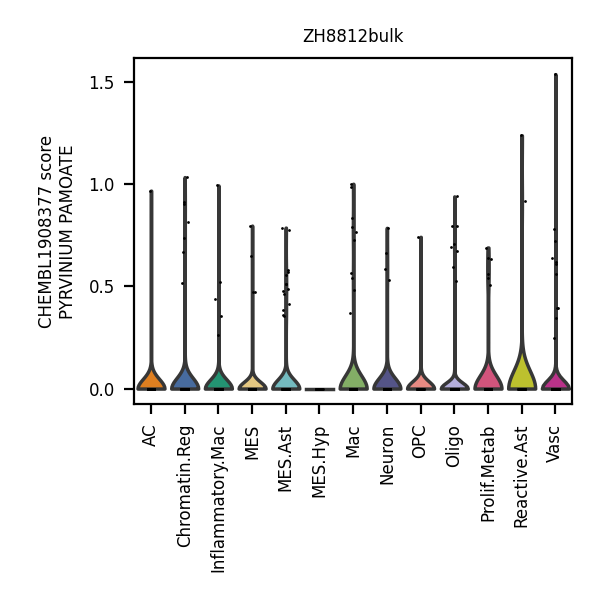 ZH8812bulk
CHEMBL1908377 score
PYRVINIUM PAMOATE
1.5
1.0
0.5
0.0
AC
Chromatin.Reg
Inflammatory.Mac
MES
MES.Ast
MES.Hyp
Mac
Neuron
OPC
Oligo
Prolif.Metab
Reactive.Ast
Vasc